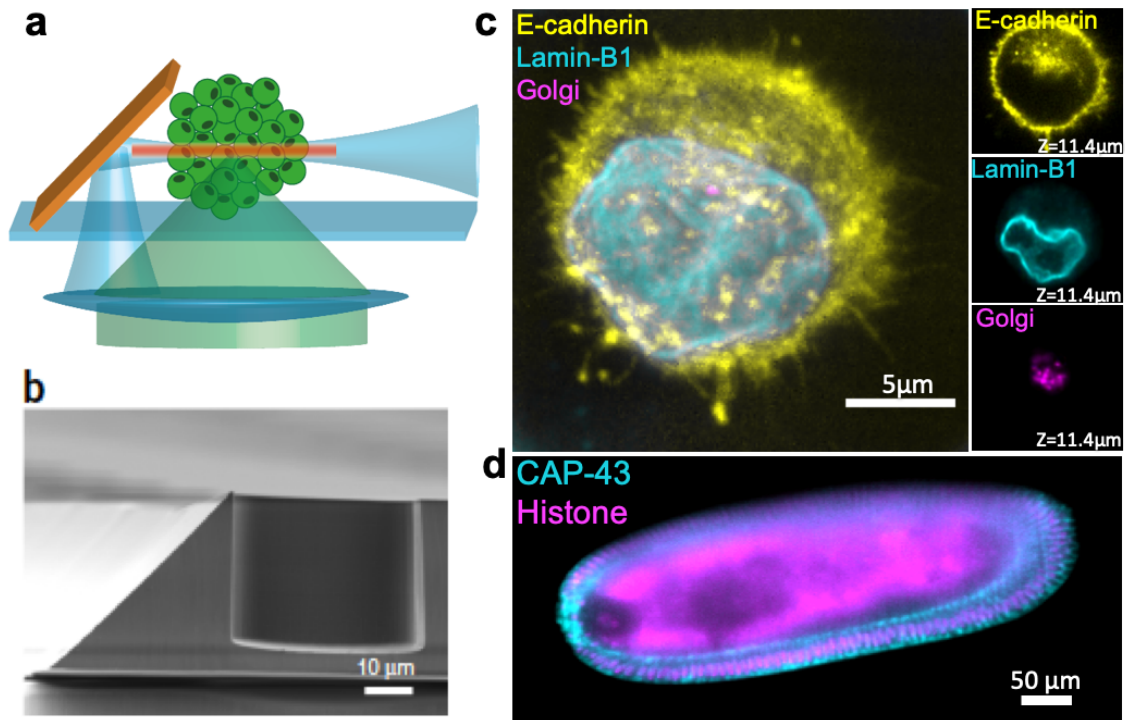 a
b
10 μm
c
E-cadherin
Lamin-B1
Golgi
5μm
E-cadherin
Z=11.4μm
Lamin-B1
Z=11.4μm
Golgi
Z=11.4μm
d
CAP-43
Histone
50 μm